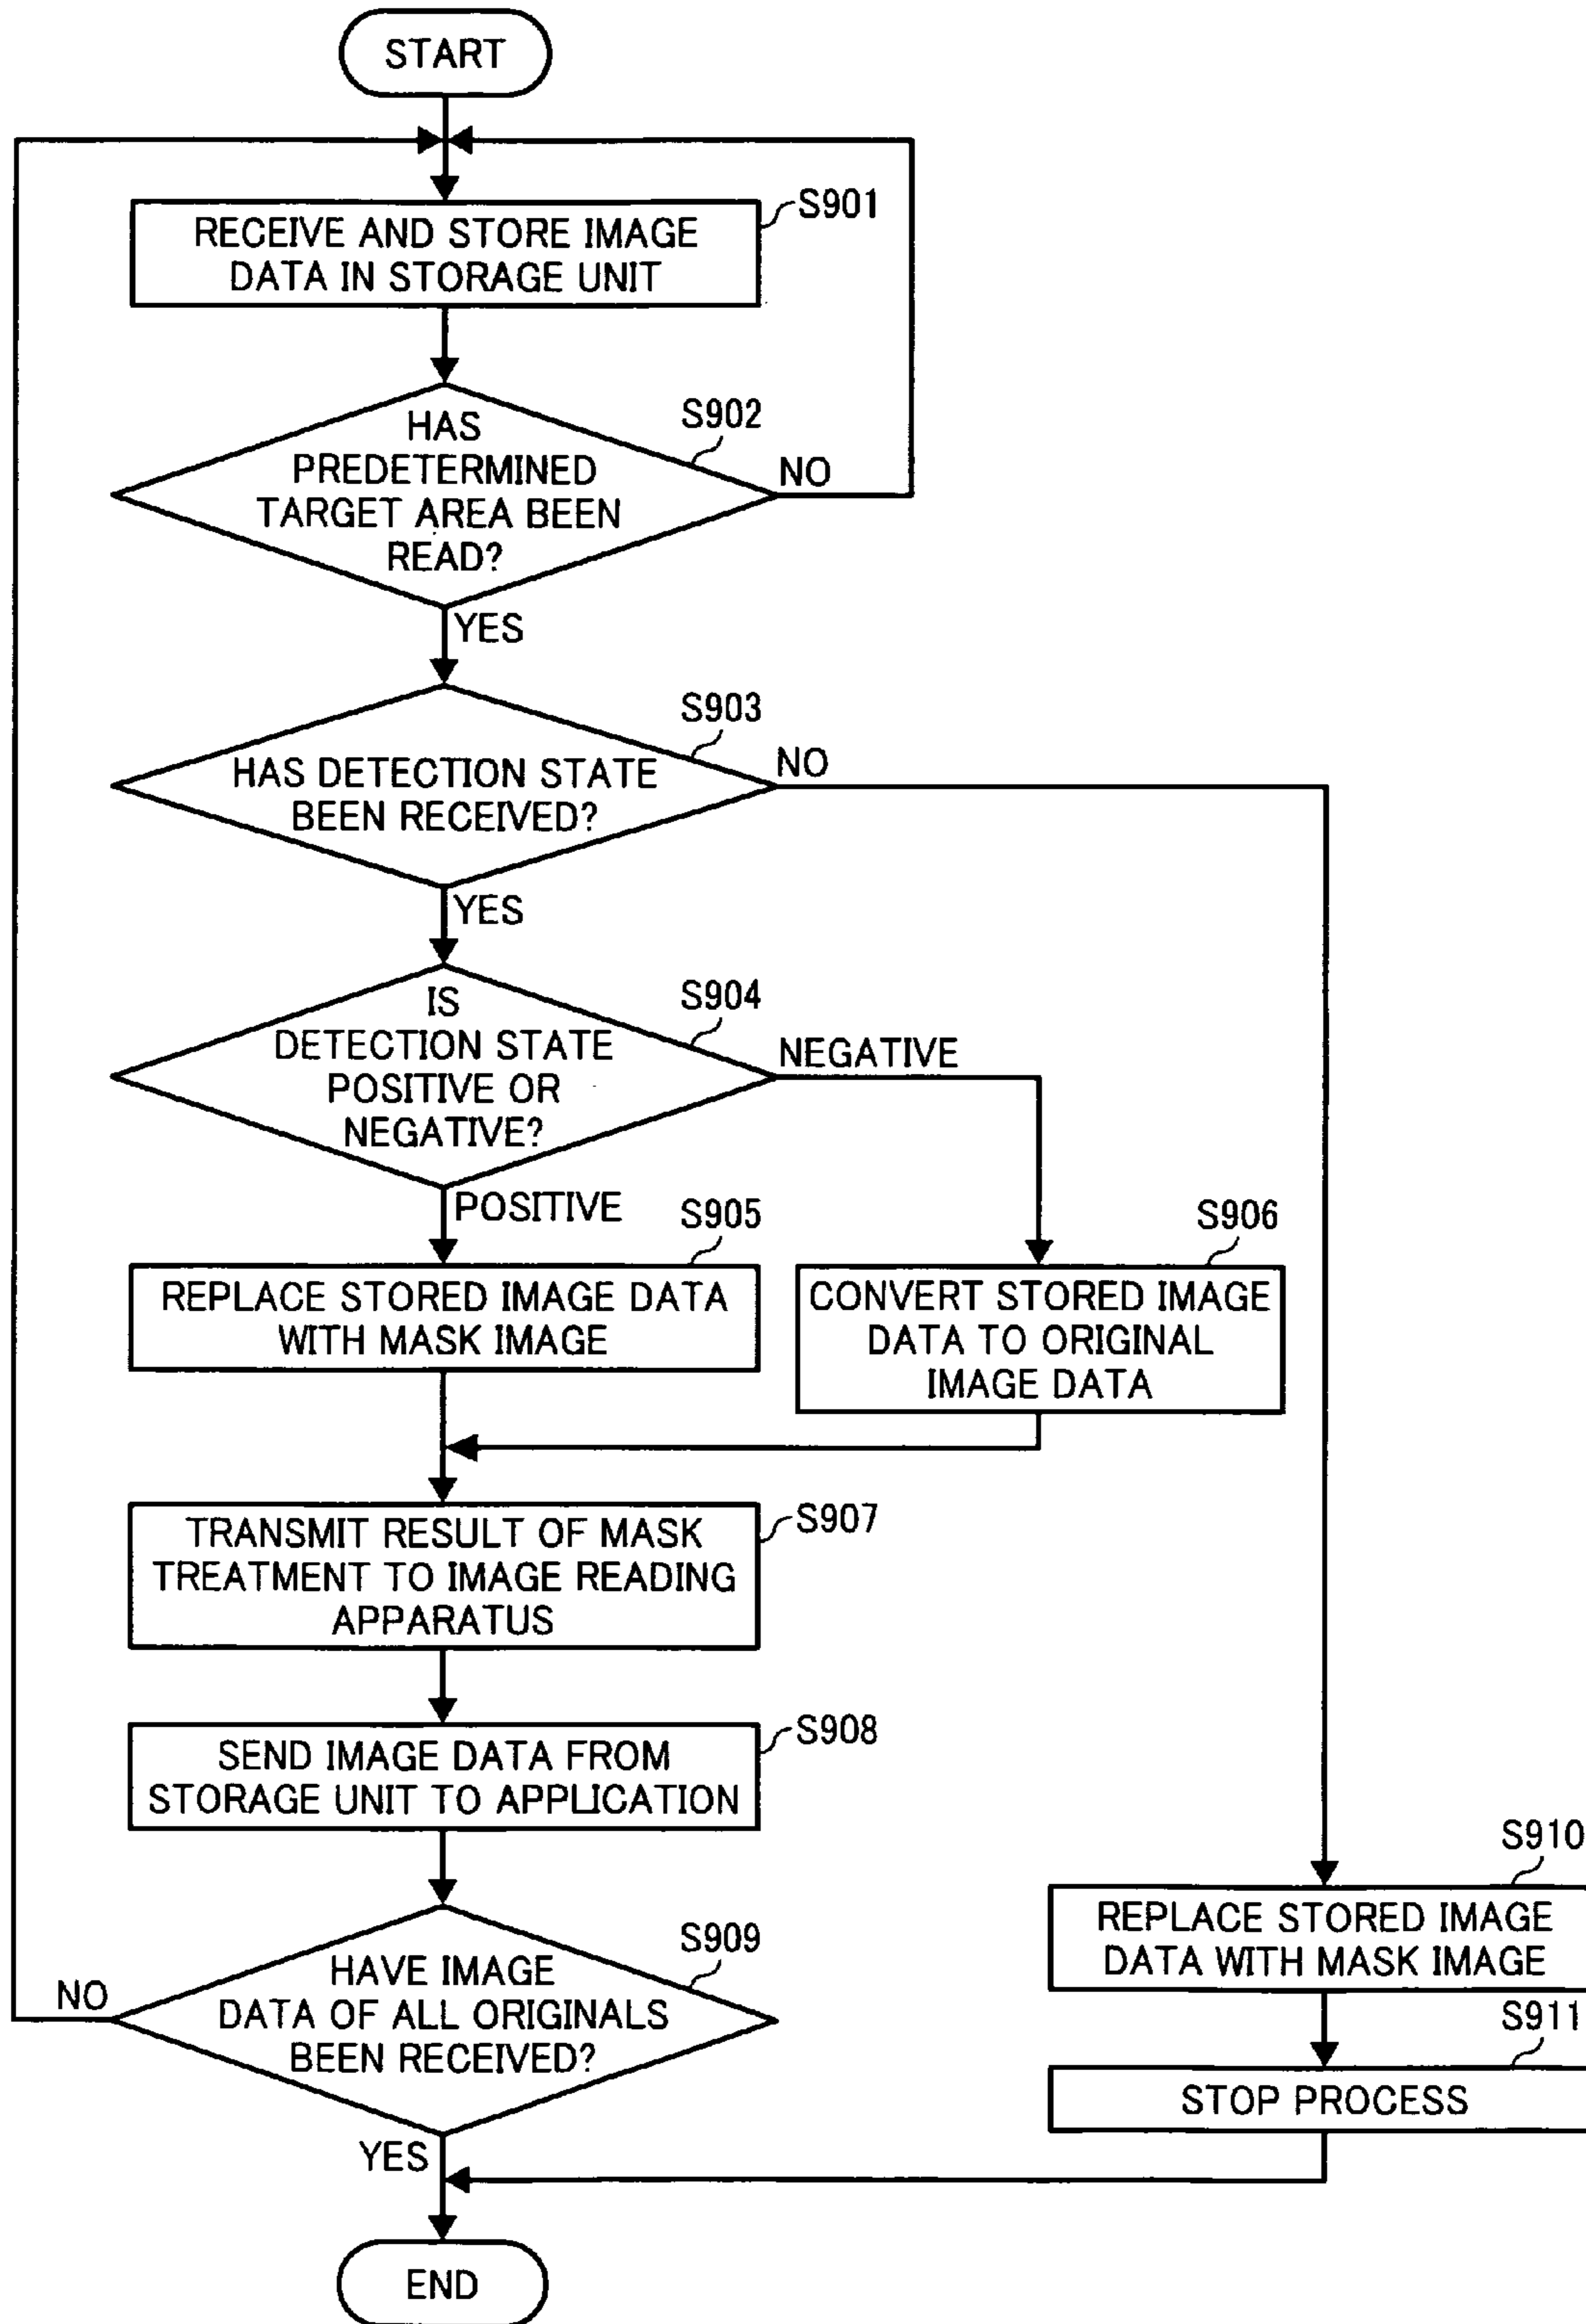 START
S901
RECEIVE AND STORE IMAGE
DATA IN STORAGE UNIT
S902
HAS
PREDETERMINED
TARGET AREA BEEN
READ?
NO
YES
S903
HAS DETECTION STATE
BEEN RECEIVED?
NO
YES
S904
IS
DETECTION STATE
POSITIVE OR
NEGATIVE?
NEGATIVE
POSITIVE
S905
REPLACE STORED IMAGE DATA
WITH MASK IMAGE
S906
CONVERT STORED IMAGE
DATA TO ORIGINAL
IMAGE DATA
S907
TRANSMIT RESULT OF MASK
TREATMENT TO IMAGE READING
APPARATUS
S908
SEND IMAGE DATA FROM
STORAGE UNIT TO APPLICATION
S909
HAVE IMAGE
DATA OF ALL ORIGINALS
BEEN RECEIVED?
NO
YES
S910
REPLACE STORED IMAGE
DATA WITH MASK IMAGE
S911
STOP PROCESS
END